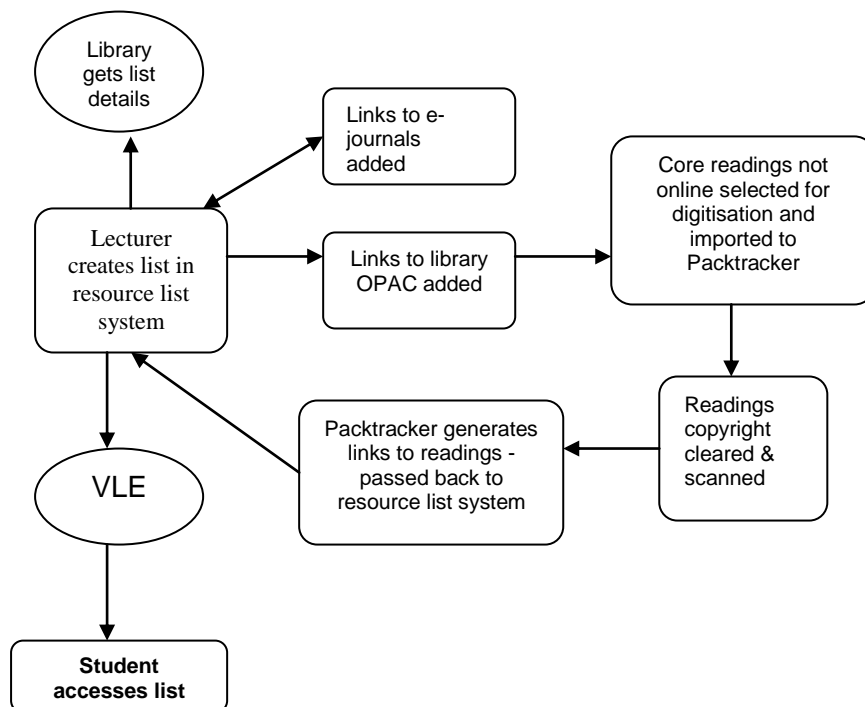 Library
gets list
details
Links to e-
journals
added
Core readings not
online selected for
digitisation and
imported to
Packtracker
Lecturer
creates list in
resource list
system
Links to library
OPAC added
Readings
copyright
cleared &
scanned
Packtracker generates
links to readings -
passed back to
resource list system
VLE
Student
accesses list